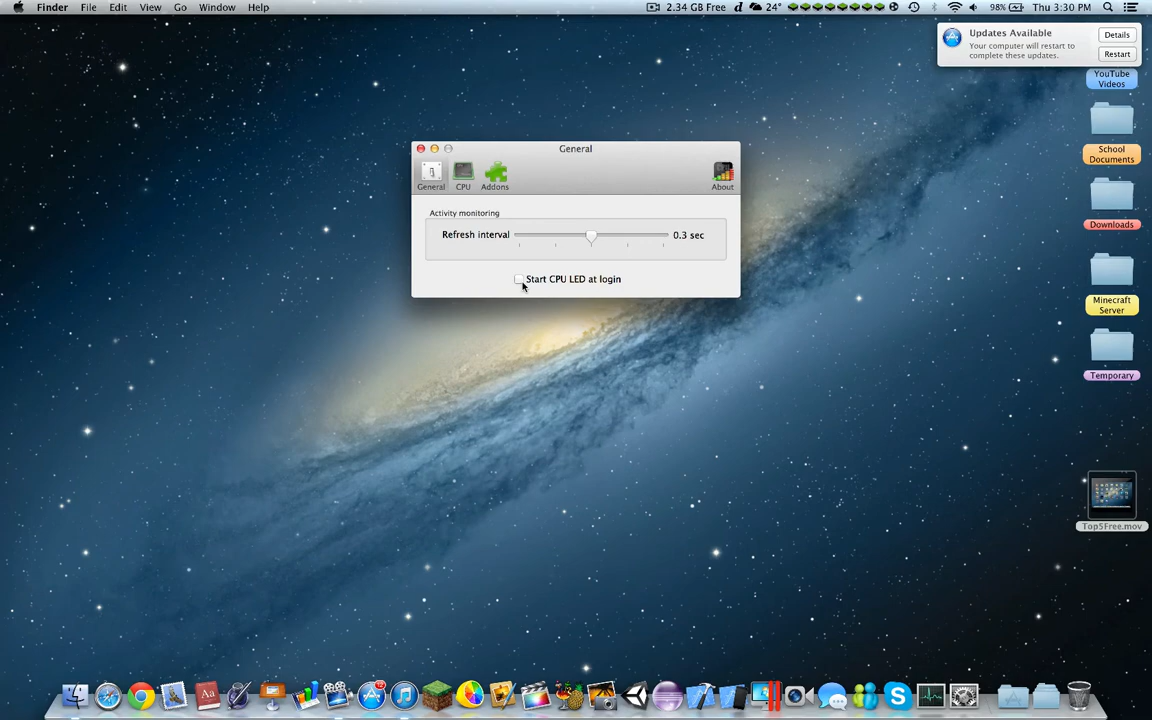 Finder File Edit View Go Window Help 2.34 GB Free d 24° 98% Thu 3:30 PM
Updates Available
Your computer will restart to
complete these updates.
Details
Restart
YouTube
Videos
School
Documents
Downloads
Minecraft
Server
Temporary
Top5Free.mov
General
General CPU Addons About
Activity monitoring
Refresh interval 0.3 sec
Start CPU LED at login
Aa